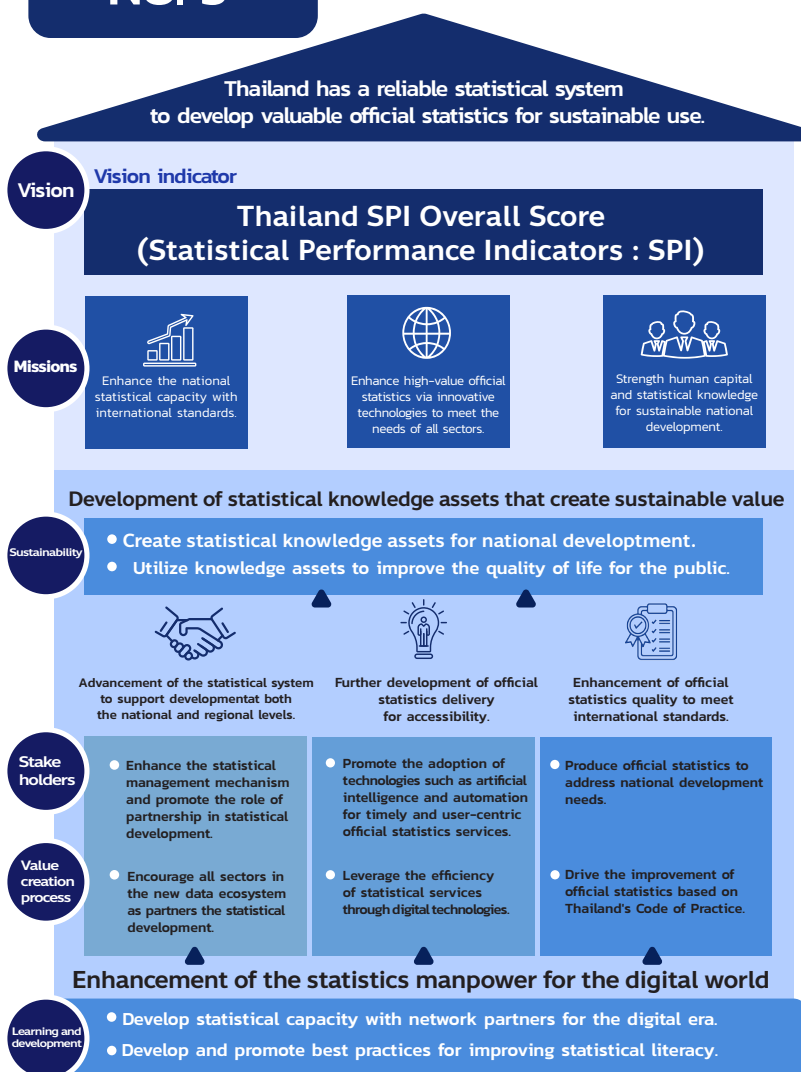 Thailand has a reliable statistical system
to develop valuable official statistics for sustainable use.
Vision
Vision indicator
Thailand SPI Overall Score
(Statistical Performance Indicators : SPI)
Missions
Enhance the national
statistical capacity with
international standards.
Enhance high-value official
statistics via innovative
technologies to meet the
needs of all sectors.
Strength human capital
and statistical knowledge
for sustainable national
development.
Development of statistical knowledge assets that create sustainable value
Sustainability
Create statistical knowledge assets for national developtment.
Utilize knowledge assets to improve the quality of life for the public.
Advancement of the statistical system
to support developmentat both
the national and regional levels.
Further development of official
statistics delivery
for accessibility.
Enhancement of official
statistics quality to meet
international standards.
Stake
holders
Enhance the statistical
management mechanism
and promote the role of
partnership in statistical
development.
Promote the adoption of
technologies such as artificial
intelligence and automation
for timely and user-centric
official statistics services.
Produce official statistics to
address national development
needs.
Value
creation
process
Encourage all sectors in
the new data ecosystem
as partners the statistical
development.
Leverage the efficiency
of statistical services
through digital technologies.
Drive the improvement of
official statistics based on
Thailand's Code of Practice.
Enhancement of the statistics manpower for the digital world
Learning and
development
Develop statistical capacity with network partners for the digital era.
Develop and promote best practices for improving statistical literacy.